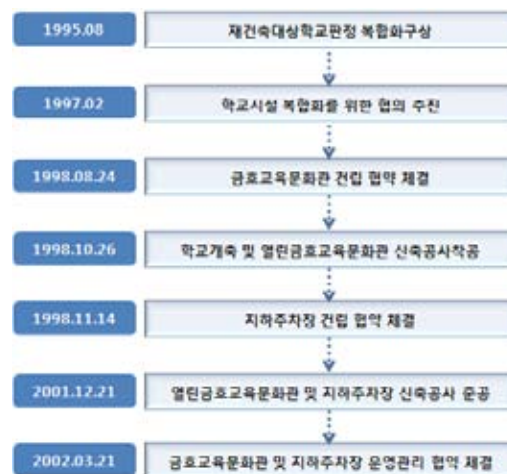 1995.08
재건축대상학교판정 복합화구상
1997.02
학교시설 복합화를 위한 협의 추진
1998.08.24
금호교육문화관 건립 협약 체결
1998.10.26
학교개축 및 열린금호교육문화관 신축공사착공
1998.11.14
지하주차장 건립 협약 체결
2001.12.21
열린금호교육문화관 및 지하주차장 신축공사 준공
2002.03.21
금호교육문화관 및 지하주차장 운영관리 협약 체결